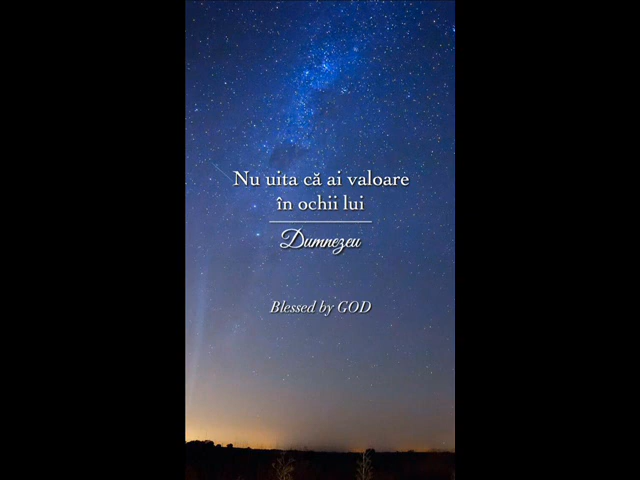 Nu uita că ai valoare
în ochii lui
Dumnezeu
Blessed by GOD